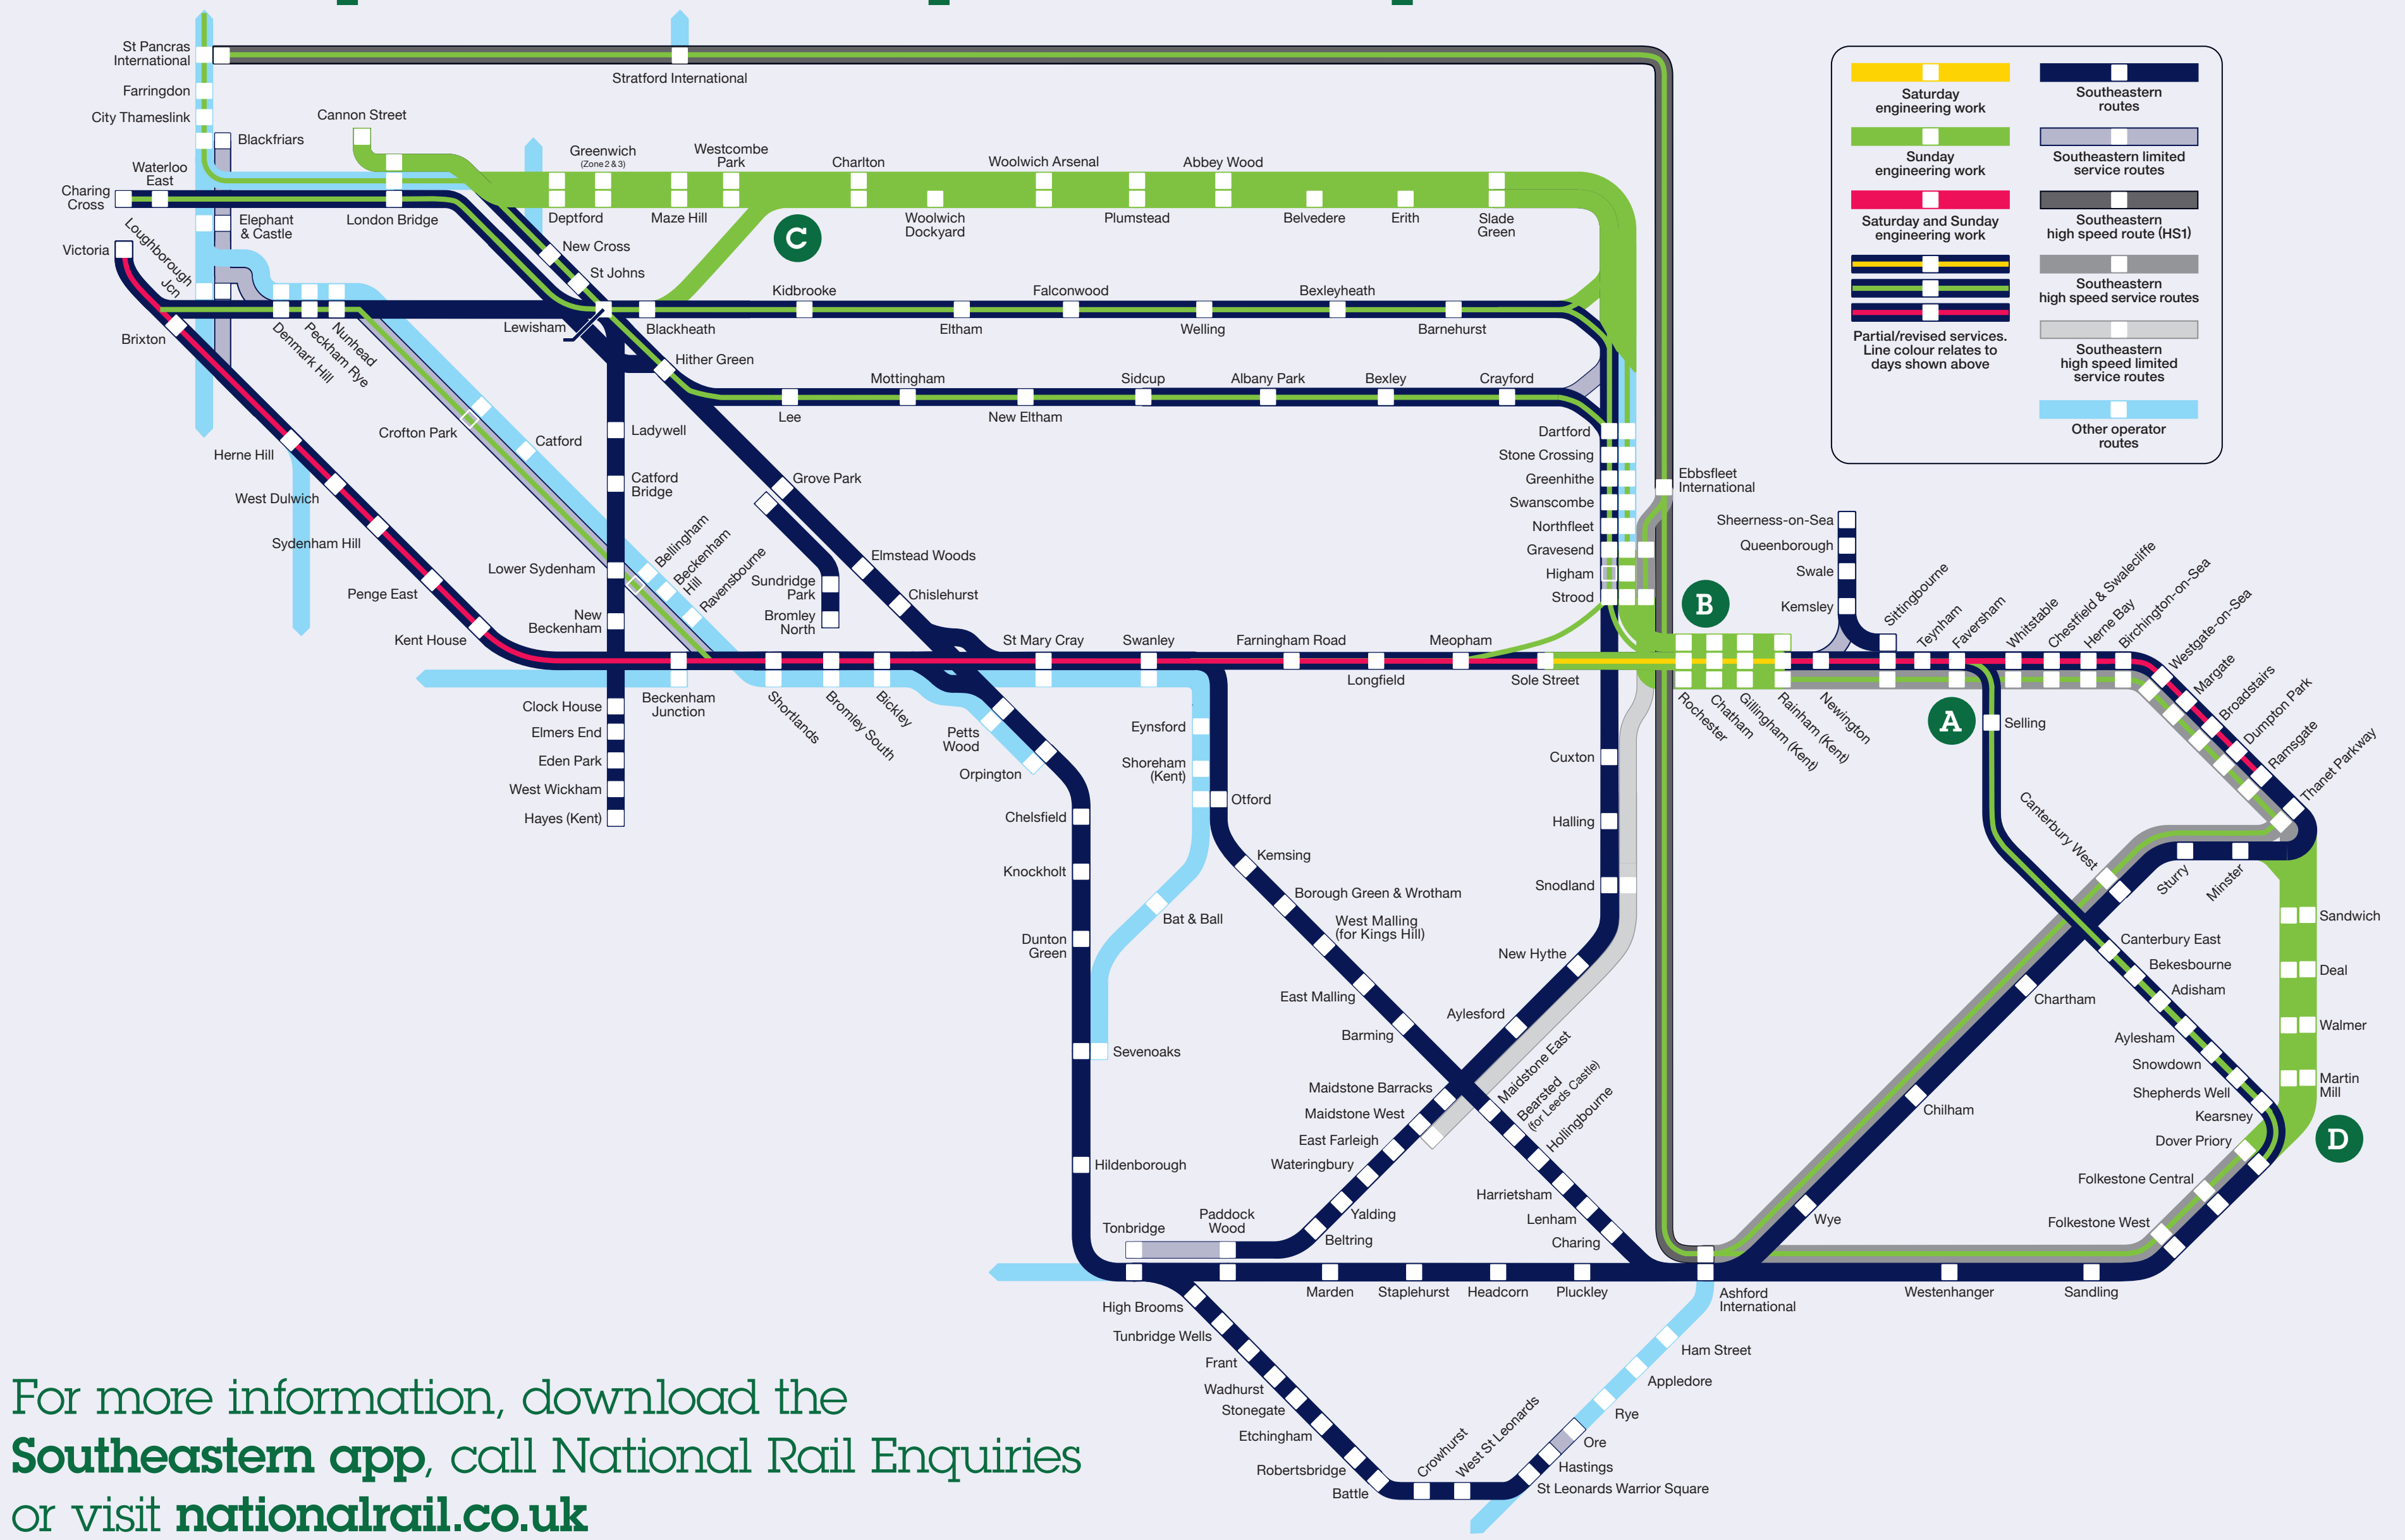 St Pancras
International
Farringdon
City Thameslink
Blackfriars
Cannon Street
Waterloo
East
Charing
Cross
Elephant
& Castle
London Bridge
Victoria
Loughborough
Jcn
Brixton
Denmark Hill
Peckham Rye
Nunhead
Stratford International
Greenwich
(Zone 2 & 3)
Westcombe
Park
Charlton
Woolwich Arsenal
Abbey Wood
Deptford
Maze Hill
C
Woolwich
Dockyard
Plumstead
Belvedere
Erith
Slade
Green
New Cross
St Johns
Lewisham
Blackheath
Kidbrooke
Eltham
Falconwood
Welling
Bexleyheath
Barnehurst
Hither Green
Lee
Mottingham
New Eltham
Sidcup
Albany Park
Bexley
Crayford
Crofton Park
Catford
Ladywell
Catford
Bridge
Herne Hill
West Dulwich
Sydenham Hill
Penge East
Kent House
Lower Sydenham
New
Beckenham
Bellingham
Beckenham
Hill
Ravensbourne
Grove Park
Sundridge
Park
Bromley
North
Elmstead Woods
Chislehurst
Clock House
Elmers End
Eden Park
West Wickham
Hayes (Kent)
Beckenham
Junction
Shortlands
Bromley South
Bickley
Petts
Wood
Orpington
St Mary Cray
Swanley
Farningham Road
Longfield
Meopham
Sole Street
Dartford
Stone Crossing
Greenhithe
Swanscombe
Northfleet
Gravesend
Higham
Strood
Ebbsfleet
International
B
Rochester
Chatham
Gillingham (Kent)
Rainham (Kent)
Newington
Sheerness-on-Sea
Queenborough
Swale
Kemsley
Sittingbourne
Teynham
Faversham
Whitstable
Chestfield & Swalecliffe
Herne Bay
Birchington-on-Sea
Westgate-on-Sea
Margate
Broadstairs
Dumpton Park
Ramsgate
Thanet Parkway
A
Selling
Eynsford
Shoreham
(Kent)
Otford
Kemsing
Borough Green & Wrotham
West Malling
(for Kings Hill)
East Malling
Barming
Bat & Ball
Chelsfield
Knockholt
Dunton
Green
Sevenoaks
Hildenborough
Cuxton
Halling
Snodland
New Hythe
Aylesford
Maidstone Barracks
Maidstone West
East Farleigh
Wateringbury
Yalding
Beltring
Paddock
Wood
Tonbridge
Maidstone East
Bearsted
(for Leeds Castle)
Hollingbourne
Harrietsham
Lenham
Charing
Marden
Staplehurst
Headcorn
Pluckley
Ashford
International
Westenhanger
Sandling
Canterbury West
Sturry
Minster
Chartham
Chilham
Wye
Canterbury East
Bekesbourne
Adisham
Aylesham
Snowdown
Shepherds Well
Kearsney
Dover Priory
Folkestone Central
Folkestone West
Sandwich
Deal
Walmer
Martin
Mill
D
High Brooms
Tunbridge Wells
Frant
Wadhurst
Stonegate
Etchingham
Robertsbridge
Battle
Crowhurst
West St Leonards
St Leonards Warrior Square
Hastings
Ore
Rye
Appledore
Ham Street
Saturday
engineering work
Sunday
engineering work
Saturday and Sunday
engineering work
Partial/revised services.
Line colour relates to
days shown above
Southeastern
routes
Southeastern limited
service routes
Southeastern
high speed route (HS1)
Southeastern
high speed service routes
Southeastern
high speed limited
service routes
Other operator
routes
For more information, download the
Southeastern app, call National Rail Enquiries
or visit nationalrail.co.uk